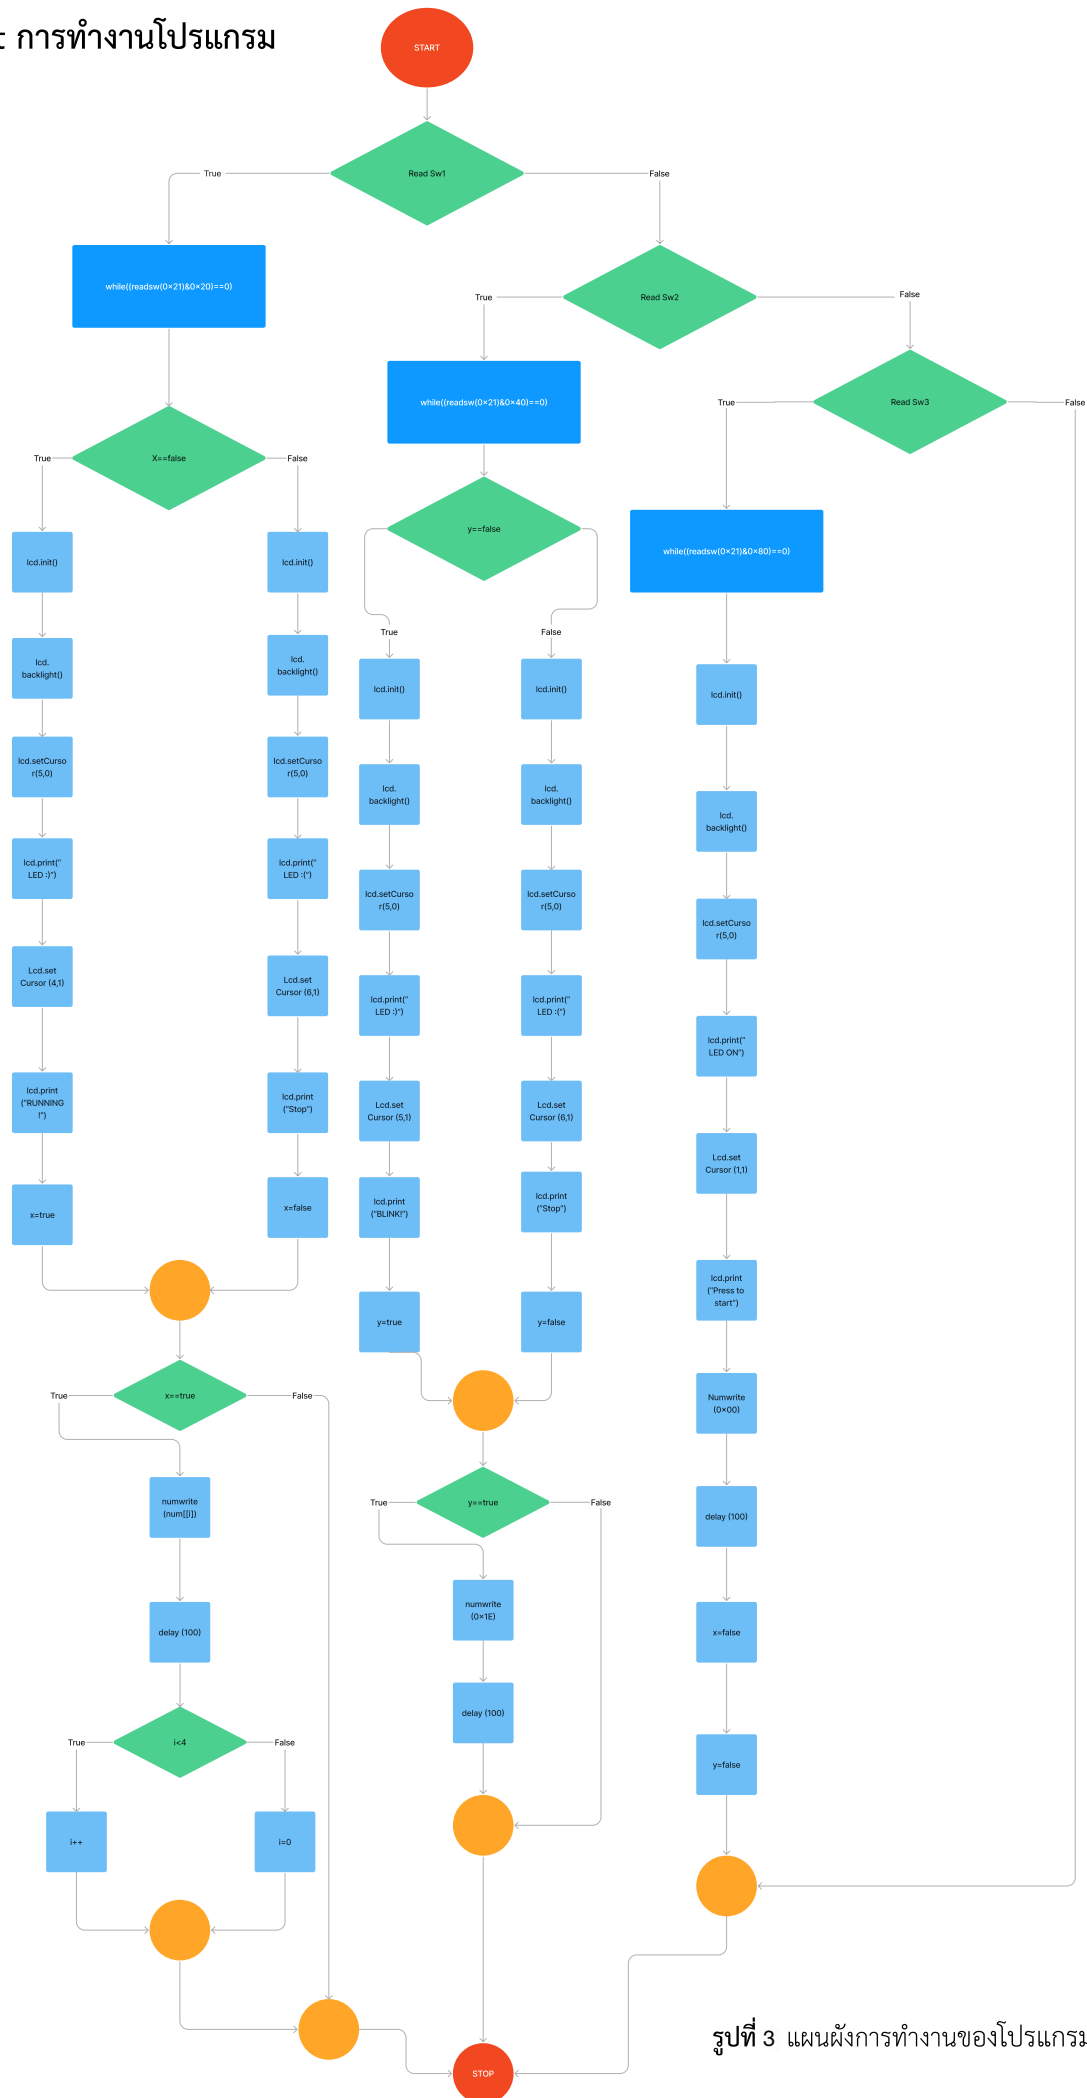 : การทำงานโปรแกรม
START
Read Sw1
True
False
while((readsw(0×21)&0×20)==0)
Read Sw2
True
False
while((readsw(0×21)&0×40)==0)
Read Sw3
True
False
X==false
True
False
y==false
True
False
while((readsw(0×21)&0×80)==0)
lcd.init()
lcd.
backlight()
lcd.setCurso
r(5,0)
lcd.print("
LED :)")
Lcd.set
Cursor (4,1)
lcd.print
("RUNNING
!")
x=true
lcd.init()
lcd.
backlight()
lcd.setCurso
r(5,0)
lcd.print("
LED :(")
Lcd.set
Cursor (6,1)
lcd.print
("Stop")
x=false
lcd.init()
lcd.
backlight()
lcd.setCurso
r(5,0)
lcd.print("
LED :)")
Lcd.set
Cursor (5,1)
lcd.print
("BLINK!")
y=true
lcd.init()
lcd.
backlight()
lcd.setCurso
r(5,0)
lcd.print("
LED :(")
Lcd.set
Cursor (6,1)
lcd.print
("Stop")
y=false
lcd.init()
lcd.
backlight()
lcd.setCurso
r(5,0)
lcd.print("
LED ON")
Lcd.set
Cursor (1,1)
lcd.print
("Press to
start")
Numwrite
(0×00)
delay (100)
x=false
y=false
x==true
True
False
numwrite
(num[[i])
delay (100)
i<4
True
False
i++
i=0
y==true
True
False
numwrite
(0×1E)
delay (100)
STOP
รูปที่ 3 แผนผังการทำงานของโปรแกรม